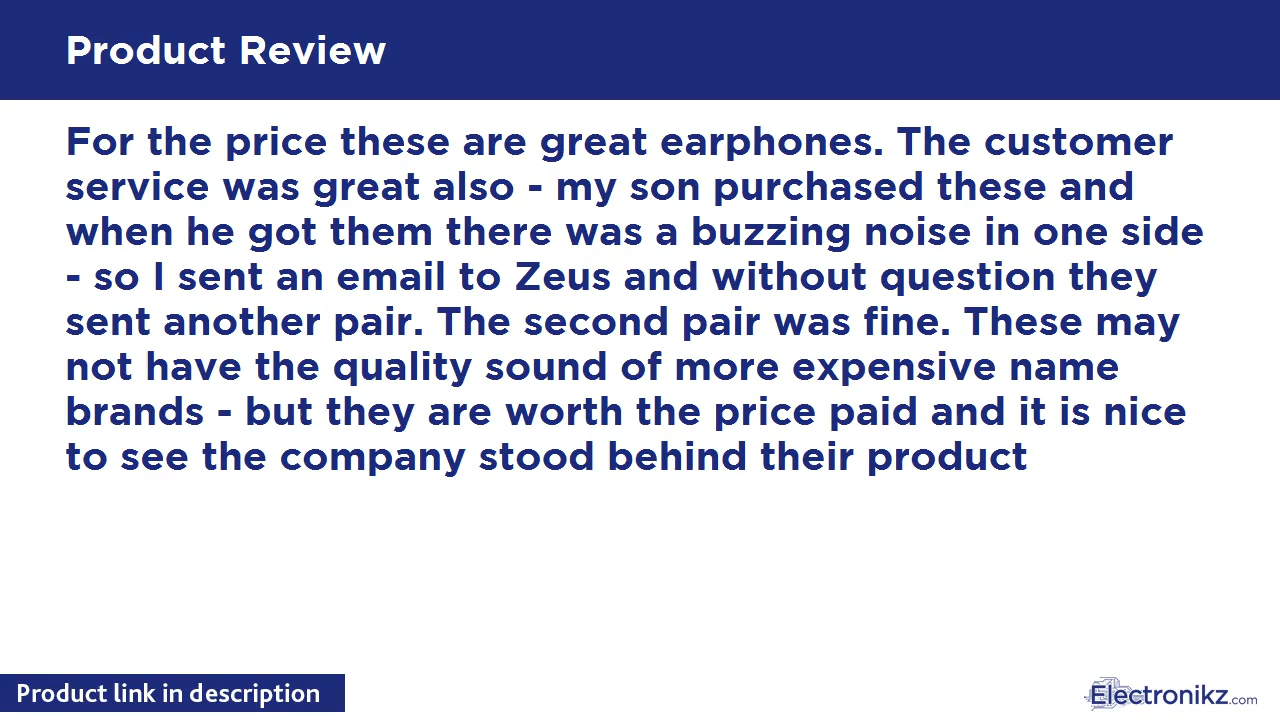 Product Review
For the price these are great earphones. The customer
service was great also - my son purchased these and
when he got them there was a buzzing noise in one side
- so I sent an email to Zeus and without question they
sent another pair. The second pair was fine. These may
not have the quality sound of more expensive name
brands - but they are worth the price paid and it is nice
to see the company stood behind their product
Product link in description
Electronikz.com